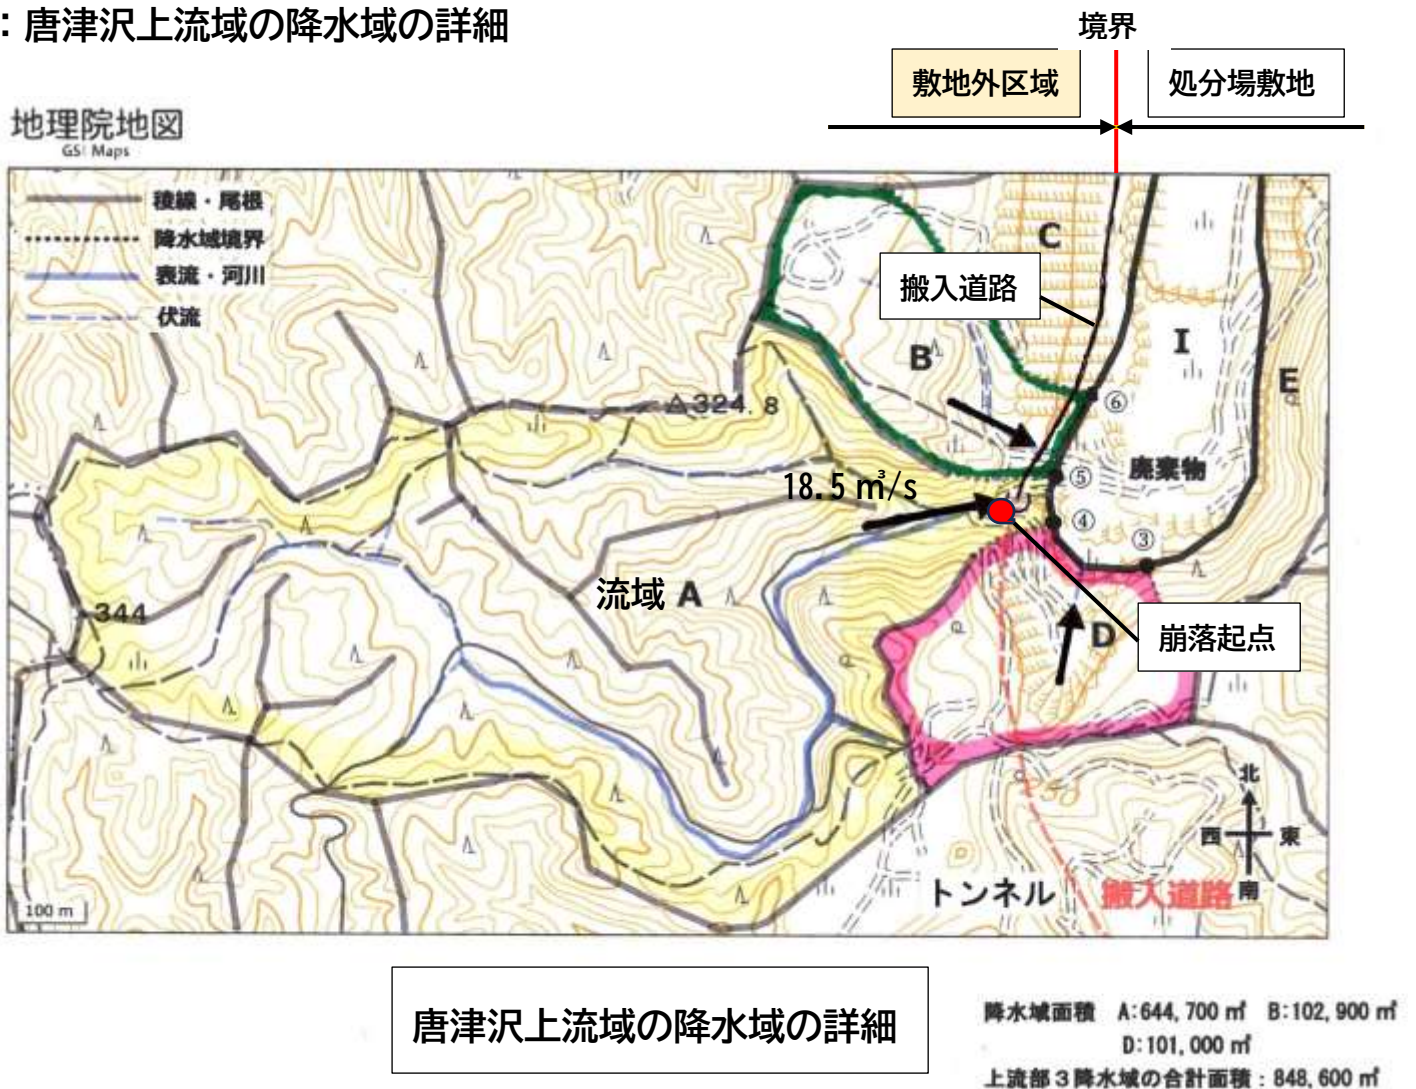 ：唐津沢上流域の降水域の詳細
境界
敷地外区域
処分場敷地
地理院地図
GSI Maps
稜線・尾根
降水域境界
表流・河川
伏流
C
搬入道路
I
B
E
△324.8
⑥
⑤
廃棄物
18.5 ㎥/s
④
③
流域 A
344
D
崩落起点
北
西
東
南
トンネル
搬入道路
100 m
唐津沢上流域の降水域の詳細
降水域面積 A:644,700 ㎡ B:102,900 ㎡
D:101,000 ㎡
上流部3降水域の合計面積：848,600 ㎡